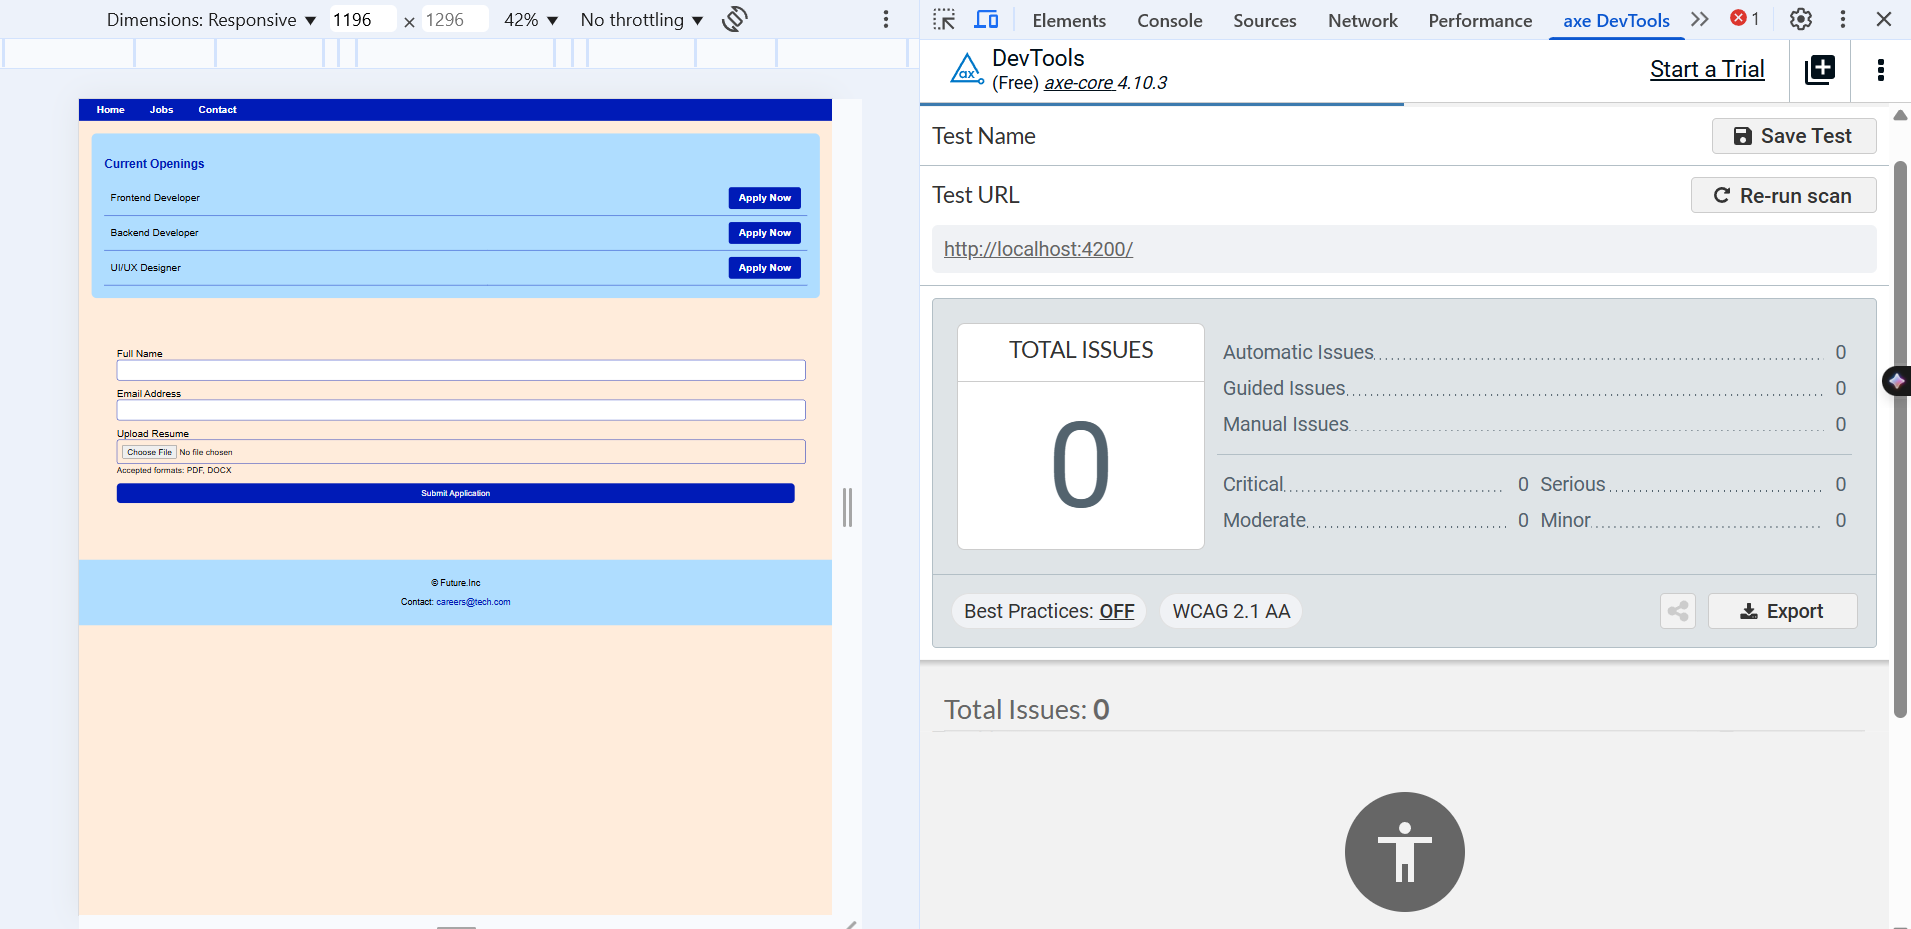 Dimensions: Responsive ▼ 1196 × 1296 42% ▼ No throttling ▼
Elements Console Sources Network Performance axe DevTools 1
Home Jobs Contact
Current Openings
Frontend Developer Apply Now
Backend Developer Apply Now
UI/UX Designer Apply Now
Full Name
Email Address
Upload Resume
Choose File No file chosen
Accepted formats: PDF, DOCX
Submit Application
© Future.Inc
Contact: careers@tech.com
ax
DevTools
(Free) axe-core 4.10.3
Start a Trial
Test Name
Save Test
Test URL
Re-run scan
http://localhost:4200/
TOTAL ISSUES
0
Automatic Issues 0
Guided Issues 0
Manual Issues 0
Critical 0 Serious 0
Moderate 0 Minor 0
Best Practices: OFF WCAG 2.1 AA
Export
Total Issues: 0